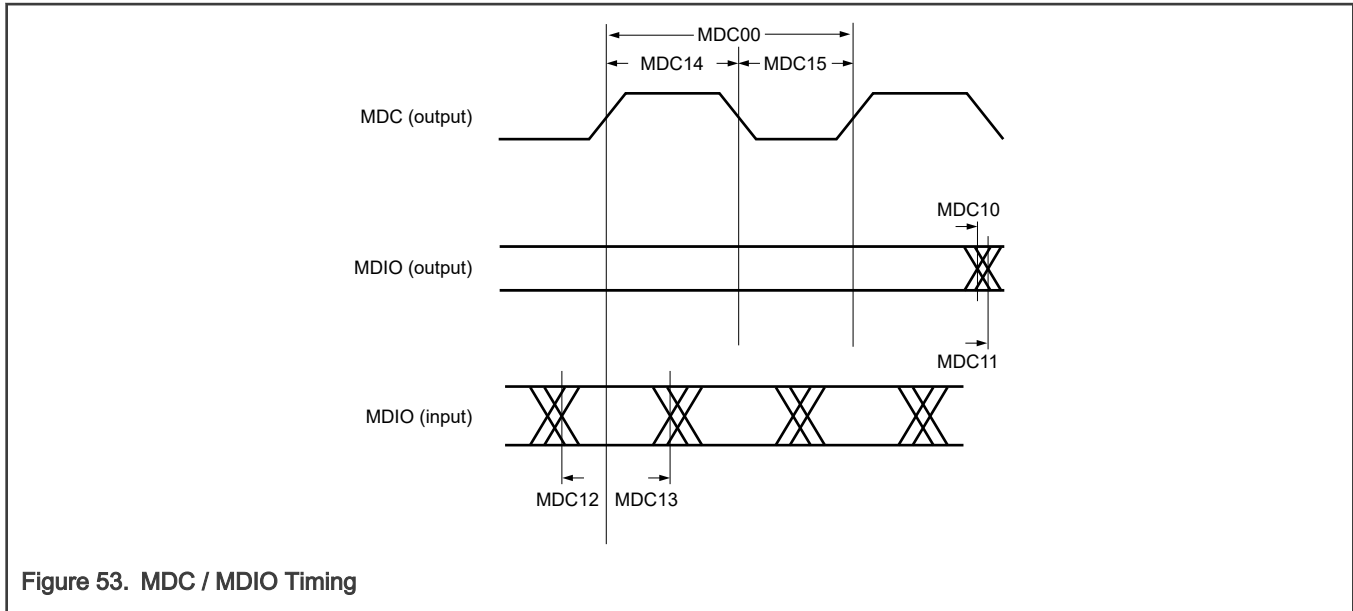 MDC00
MDC14
MDC15
MDC (output)
MDC10
MDIO (output)
MDC11
MDIO (input)
MDC12
MDC13
Figure 53. MDC / MDIO Timing